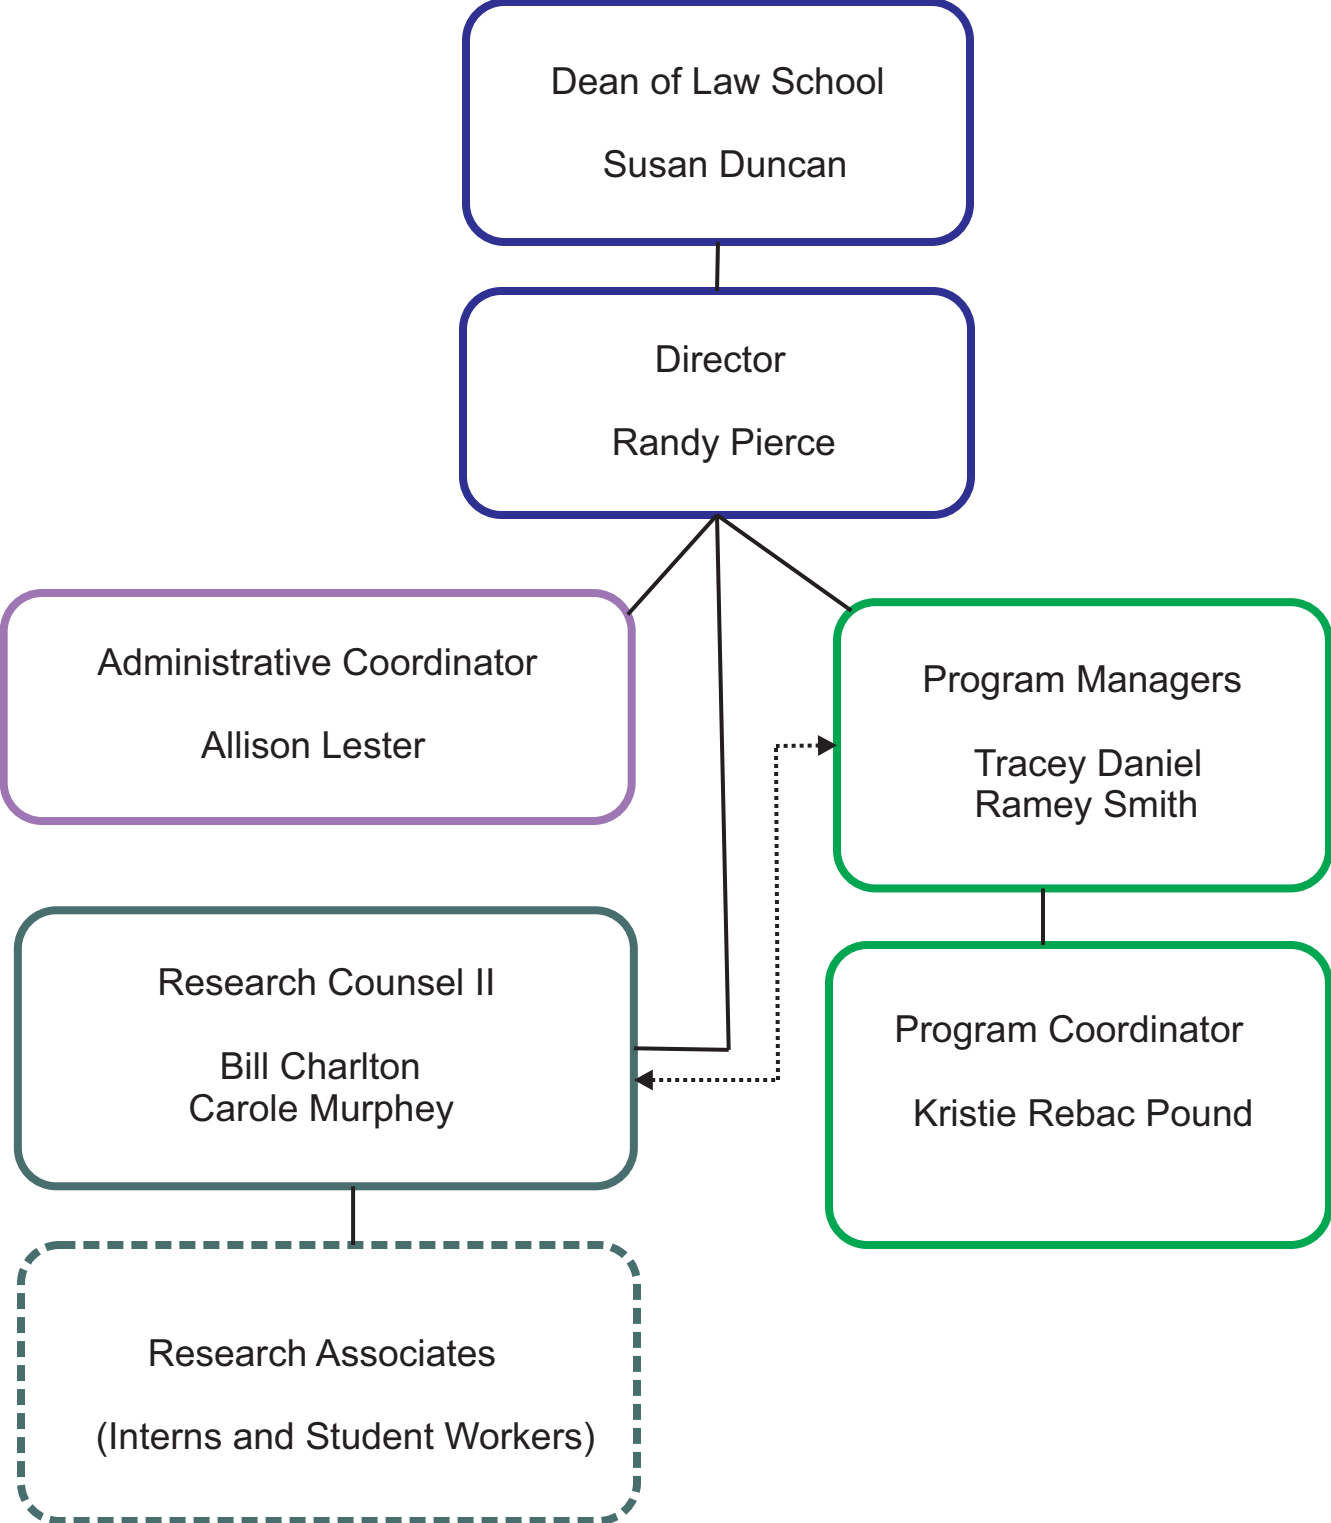 Dean of Law School
Susan Duncan
Director
Randy Pierce
Administrative Coordinator
Allison Lester
Program Managers
Tracey Daniel
Ramey Smith
Research Counsel II
Bill Charlton
Carole Murphey
Program Coordinator
Kristie Rebac Pound
Research Associates
(Interns and Student Workers)